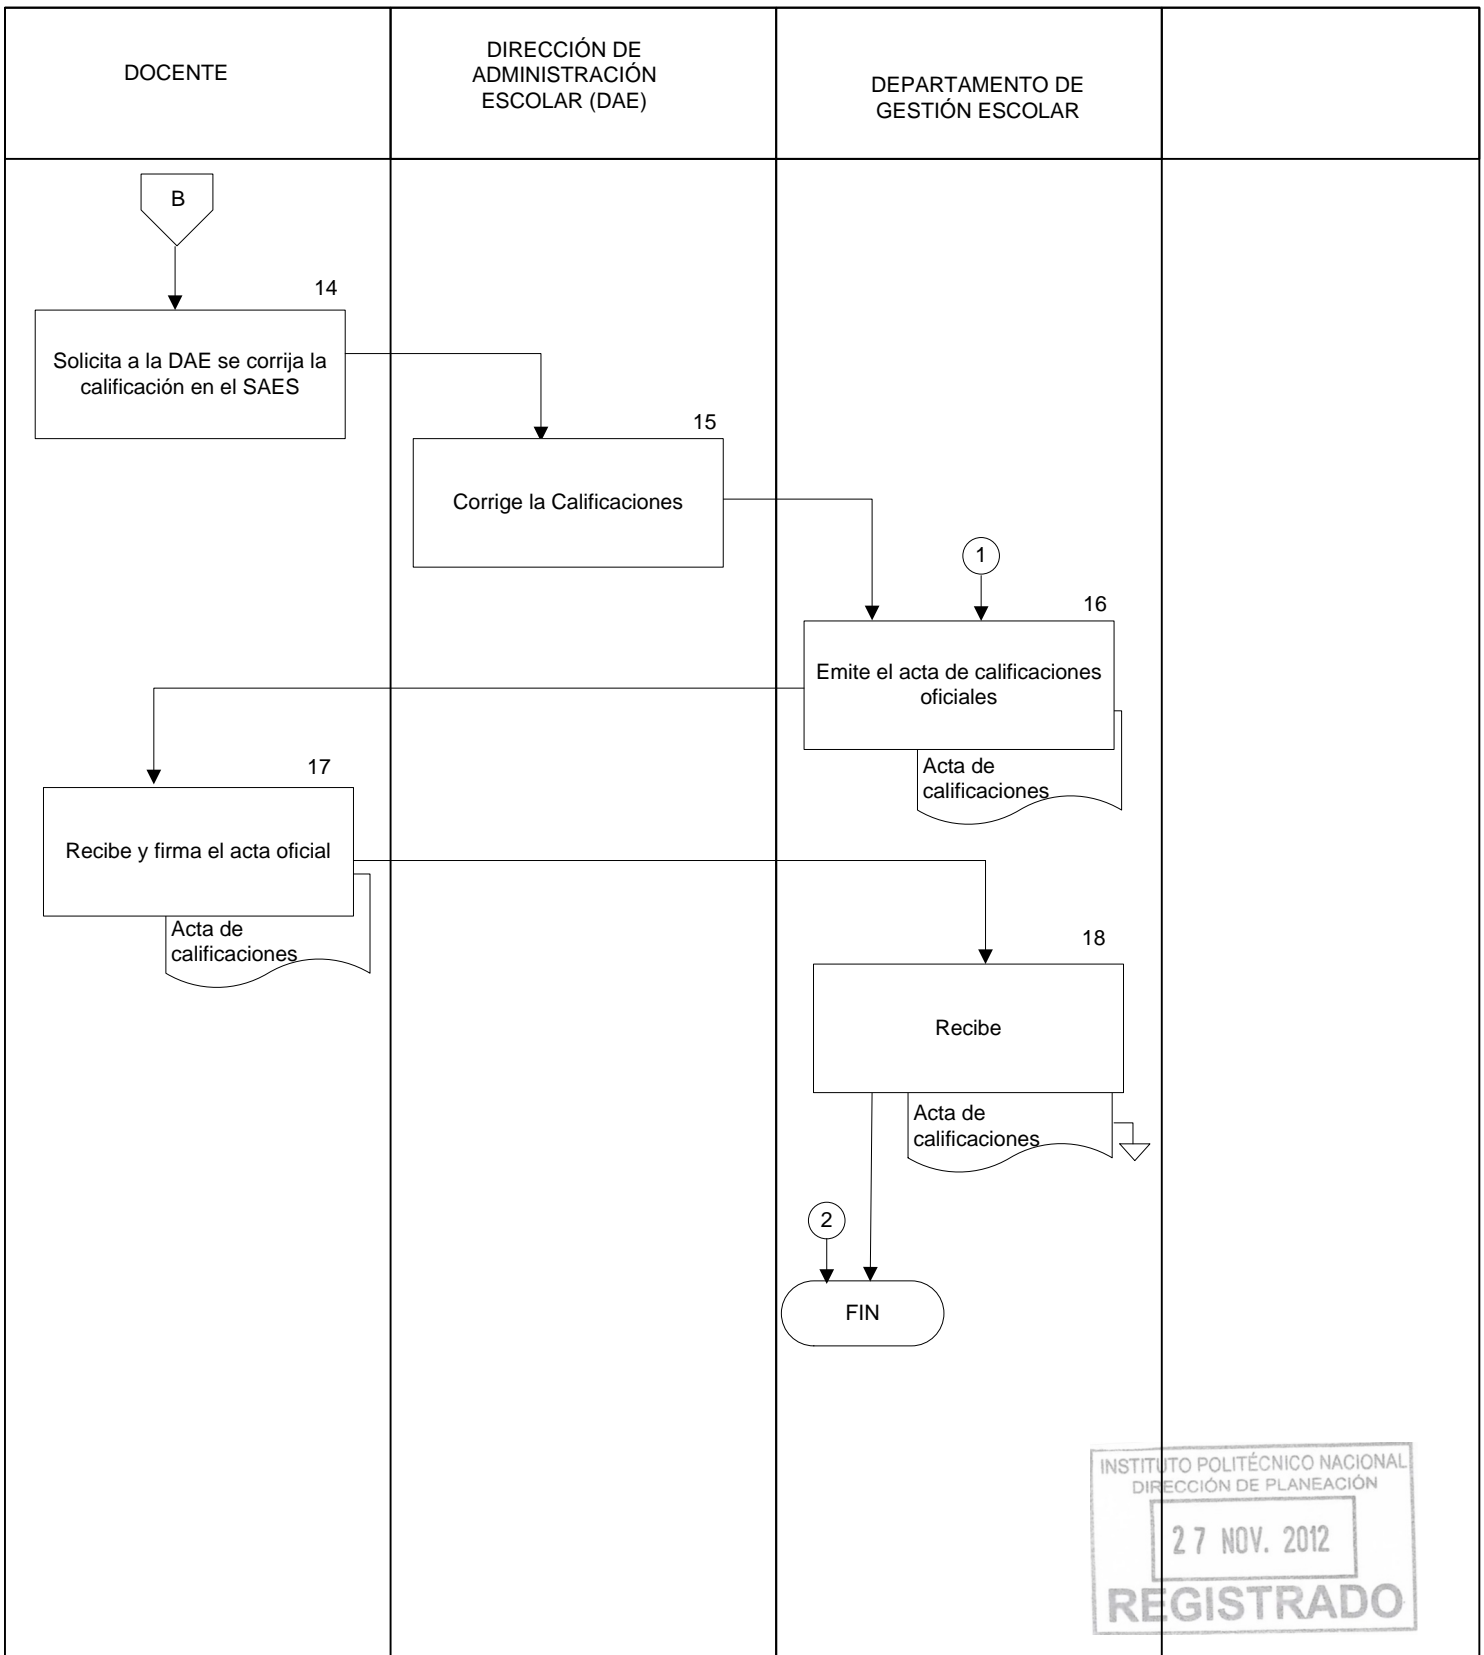 DOCENTE
DIRECCIÓN DE
ADMINISTRACIÓN
ESCOLAR (DAE)
DEPARTAMENTO DE
GESTIÓN ESCOLAR
B
14
Solicita a la DAE se corrija la
calificación en el SAES
15
Corrige la Calificaciones
1
16
Emite el acta de calificaciones
oficiales
Acta de
calificaciones
17
Recibe y firma el acta oficial
Acta de
calificaciones
18
Recibe
Acta de
calificaciones
2
FIN
INSTITUTO POLITÉCNICO NACIONAL
DIRECCIÓN DE PLANEACIÓN
27 NOV. 2012
REGISTRADO